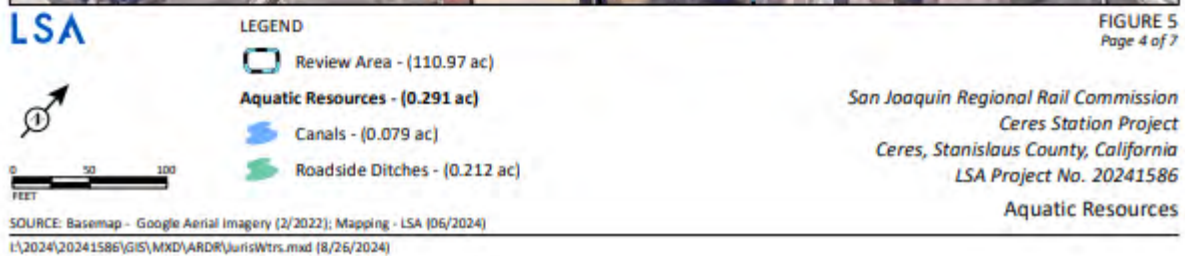 LSA
LEGEND
Review Area - (110.97 ac)
Aquatic Resources - (0.291 ac)
Canals - (0.079 ac)
Roadside Ditches - (0.212 ac)
FIGURE 5
Page 4 of 7
San Joaquin Regional Rail Commission
Ceres Station Project
Ceres, Stanislaus County, California
LSA Project No. 20241586
Aquatic Resources
N
0 50 100
FEET
SOURCE: Basemap - Google Aerial Imagery (2/2022); Mapping - LSA (06/2024)
I:\2024\20241586\GIS\MXD\ARDR\JurisWtrs.mxd (8/26/2024)